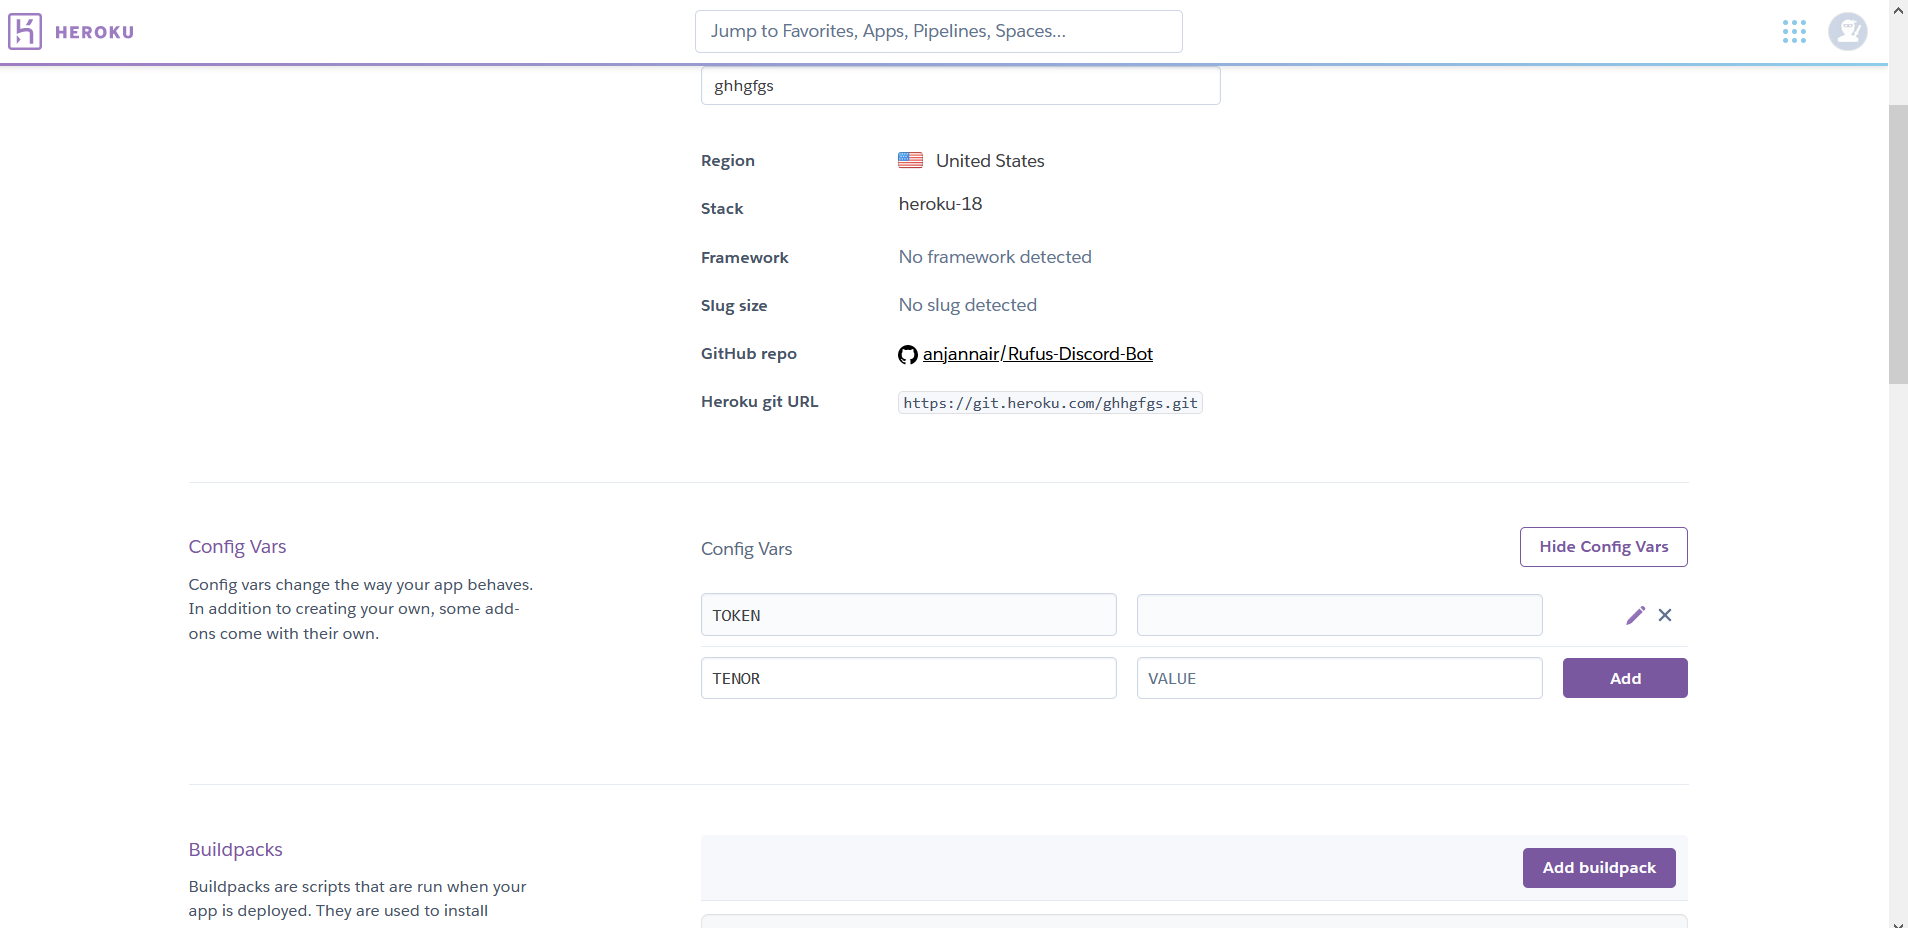 HEROKU
Jump to Favorites, Apps, Pipelines, Spaces...
ghhgfgs
Region United States
Stack heroku-18
Framework No framework detected
Slug size No slug detected
GitHub repo anjannair/Rufus-Discord-Bot
Heroku git URL https://git.heroku.com/ghhgfgs.git
Config Vars
Config vars change the way your app behaves.
In addition to creating your own, some add-
ons come with their own.
Config Vars Hide Config Vars
TOKEN
TENOR VALUE Add
Buildpacks
Buildpacks are scripts that are run when your
app is deployed. They are used to install
Add buildpack